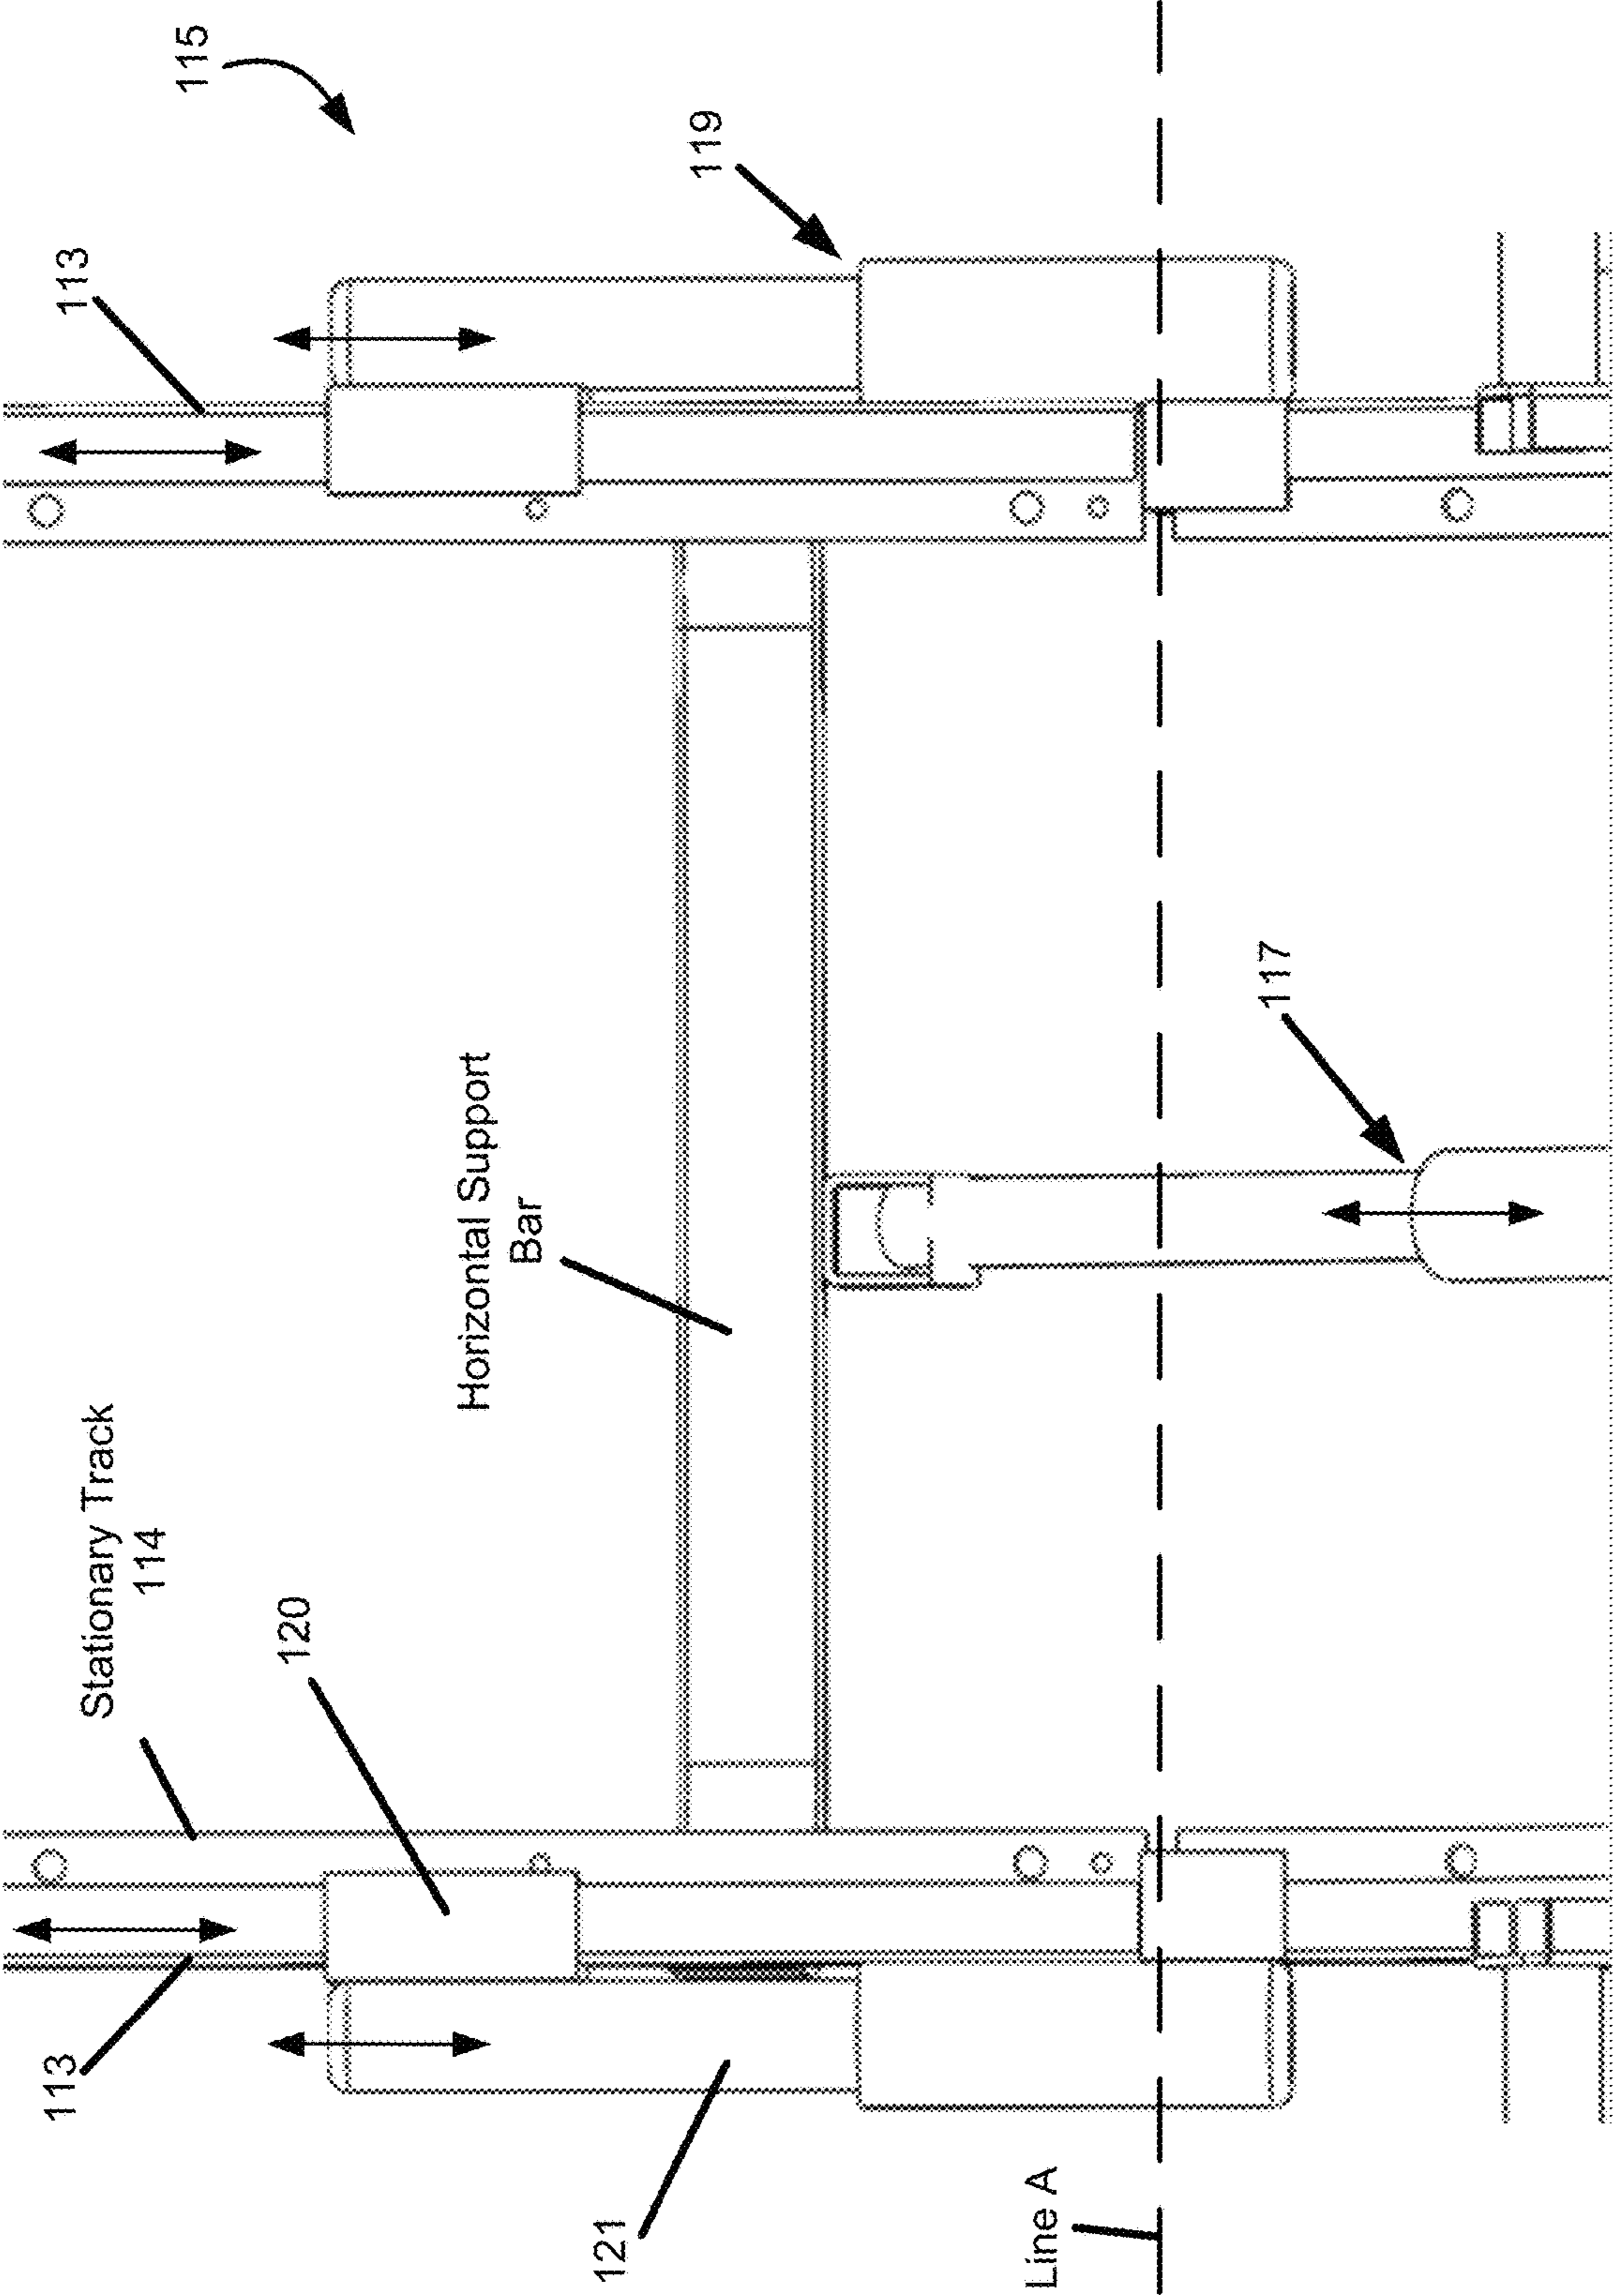 115
113
119
Stationary Track
114
120
113
Horizontal Support
Bar
121
Line A
117